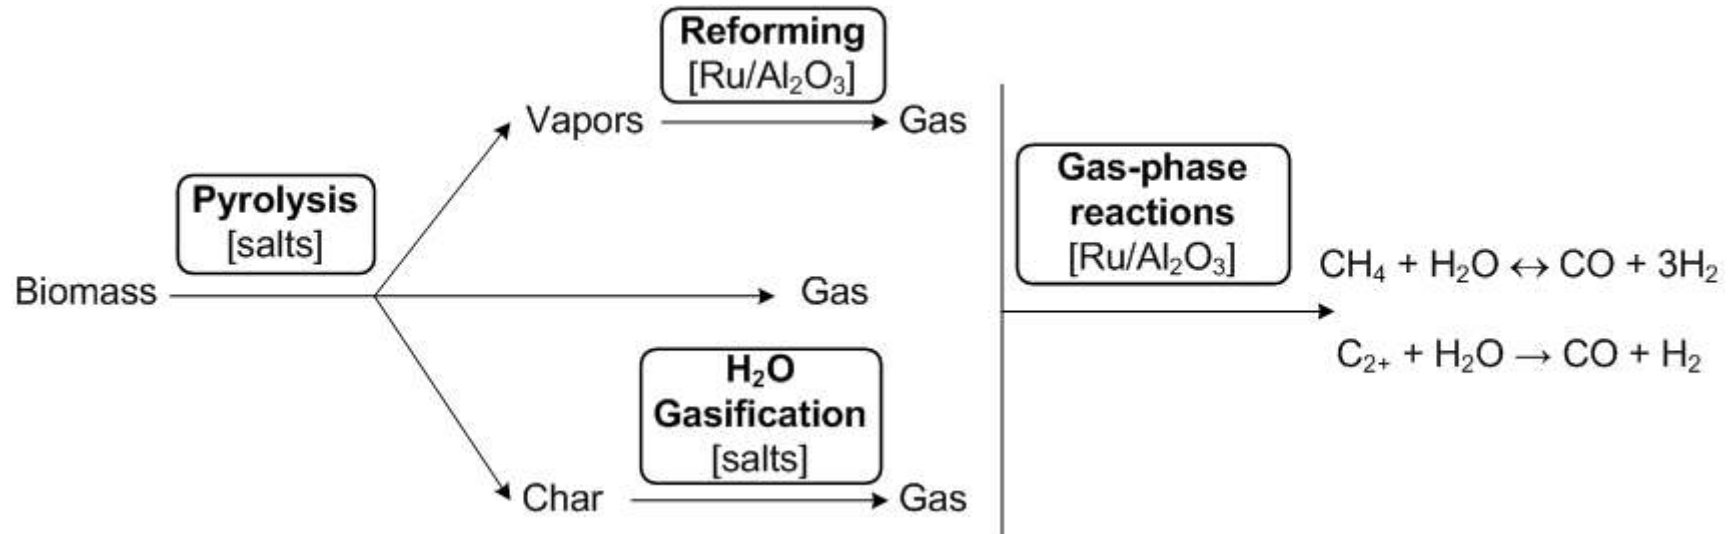 Reforming
[Ru/Al₂O₃]
Vapors
Gas
Pyrolysis
[salts]
Biomass
Gas
H₂O
Gasification
[salts]
Char
Gas
Gas-phase
reactions
[Ru/Al₂O₃]
CH₄ + H₂O ↔ CO + 3H₂
C₂₊ + H₂O → CO + H₂